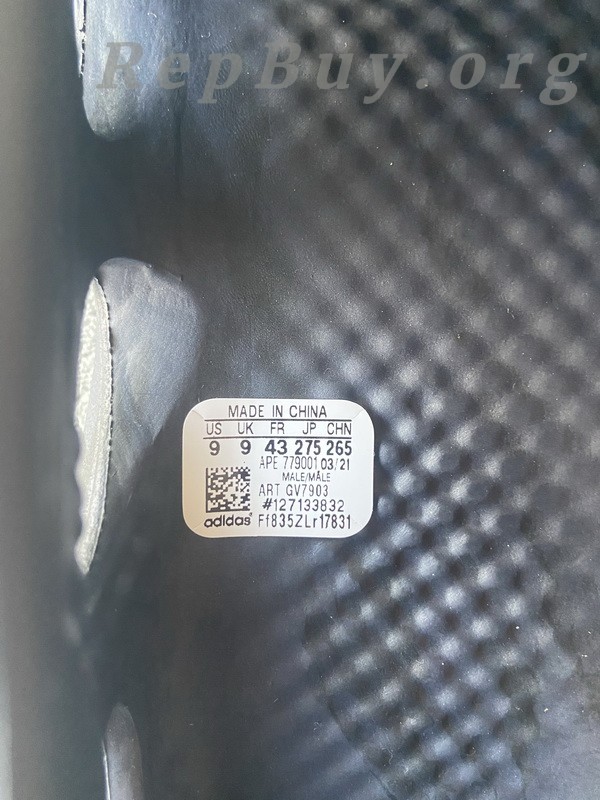 RepBuy.org
MADE IN CHINA
US UK FR JP CHN
9 9 43 275 265
APE 779001 03/21
MALE/MÂLE
ART GV7903
#127133832
adidas® Ff835ZLr17831